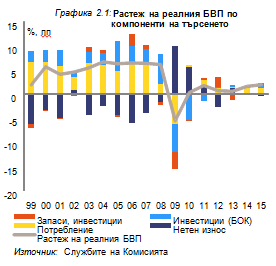 Графика 2.1: Растеж на реалния БВП по
компоненти на търсенето
%, пп
15
10
5
0
-5
-10
-15
-20
99 00 01 02 03 04 05 06 07 08 09 10 11 12 13 14 15
Запаси, инвестиции Инвестиции (БОК)
Потребление Нетен износ
Растеж на реалния БВП
Източник: Службите на Комисията